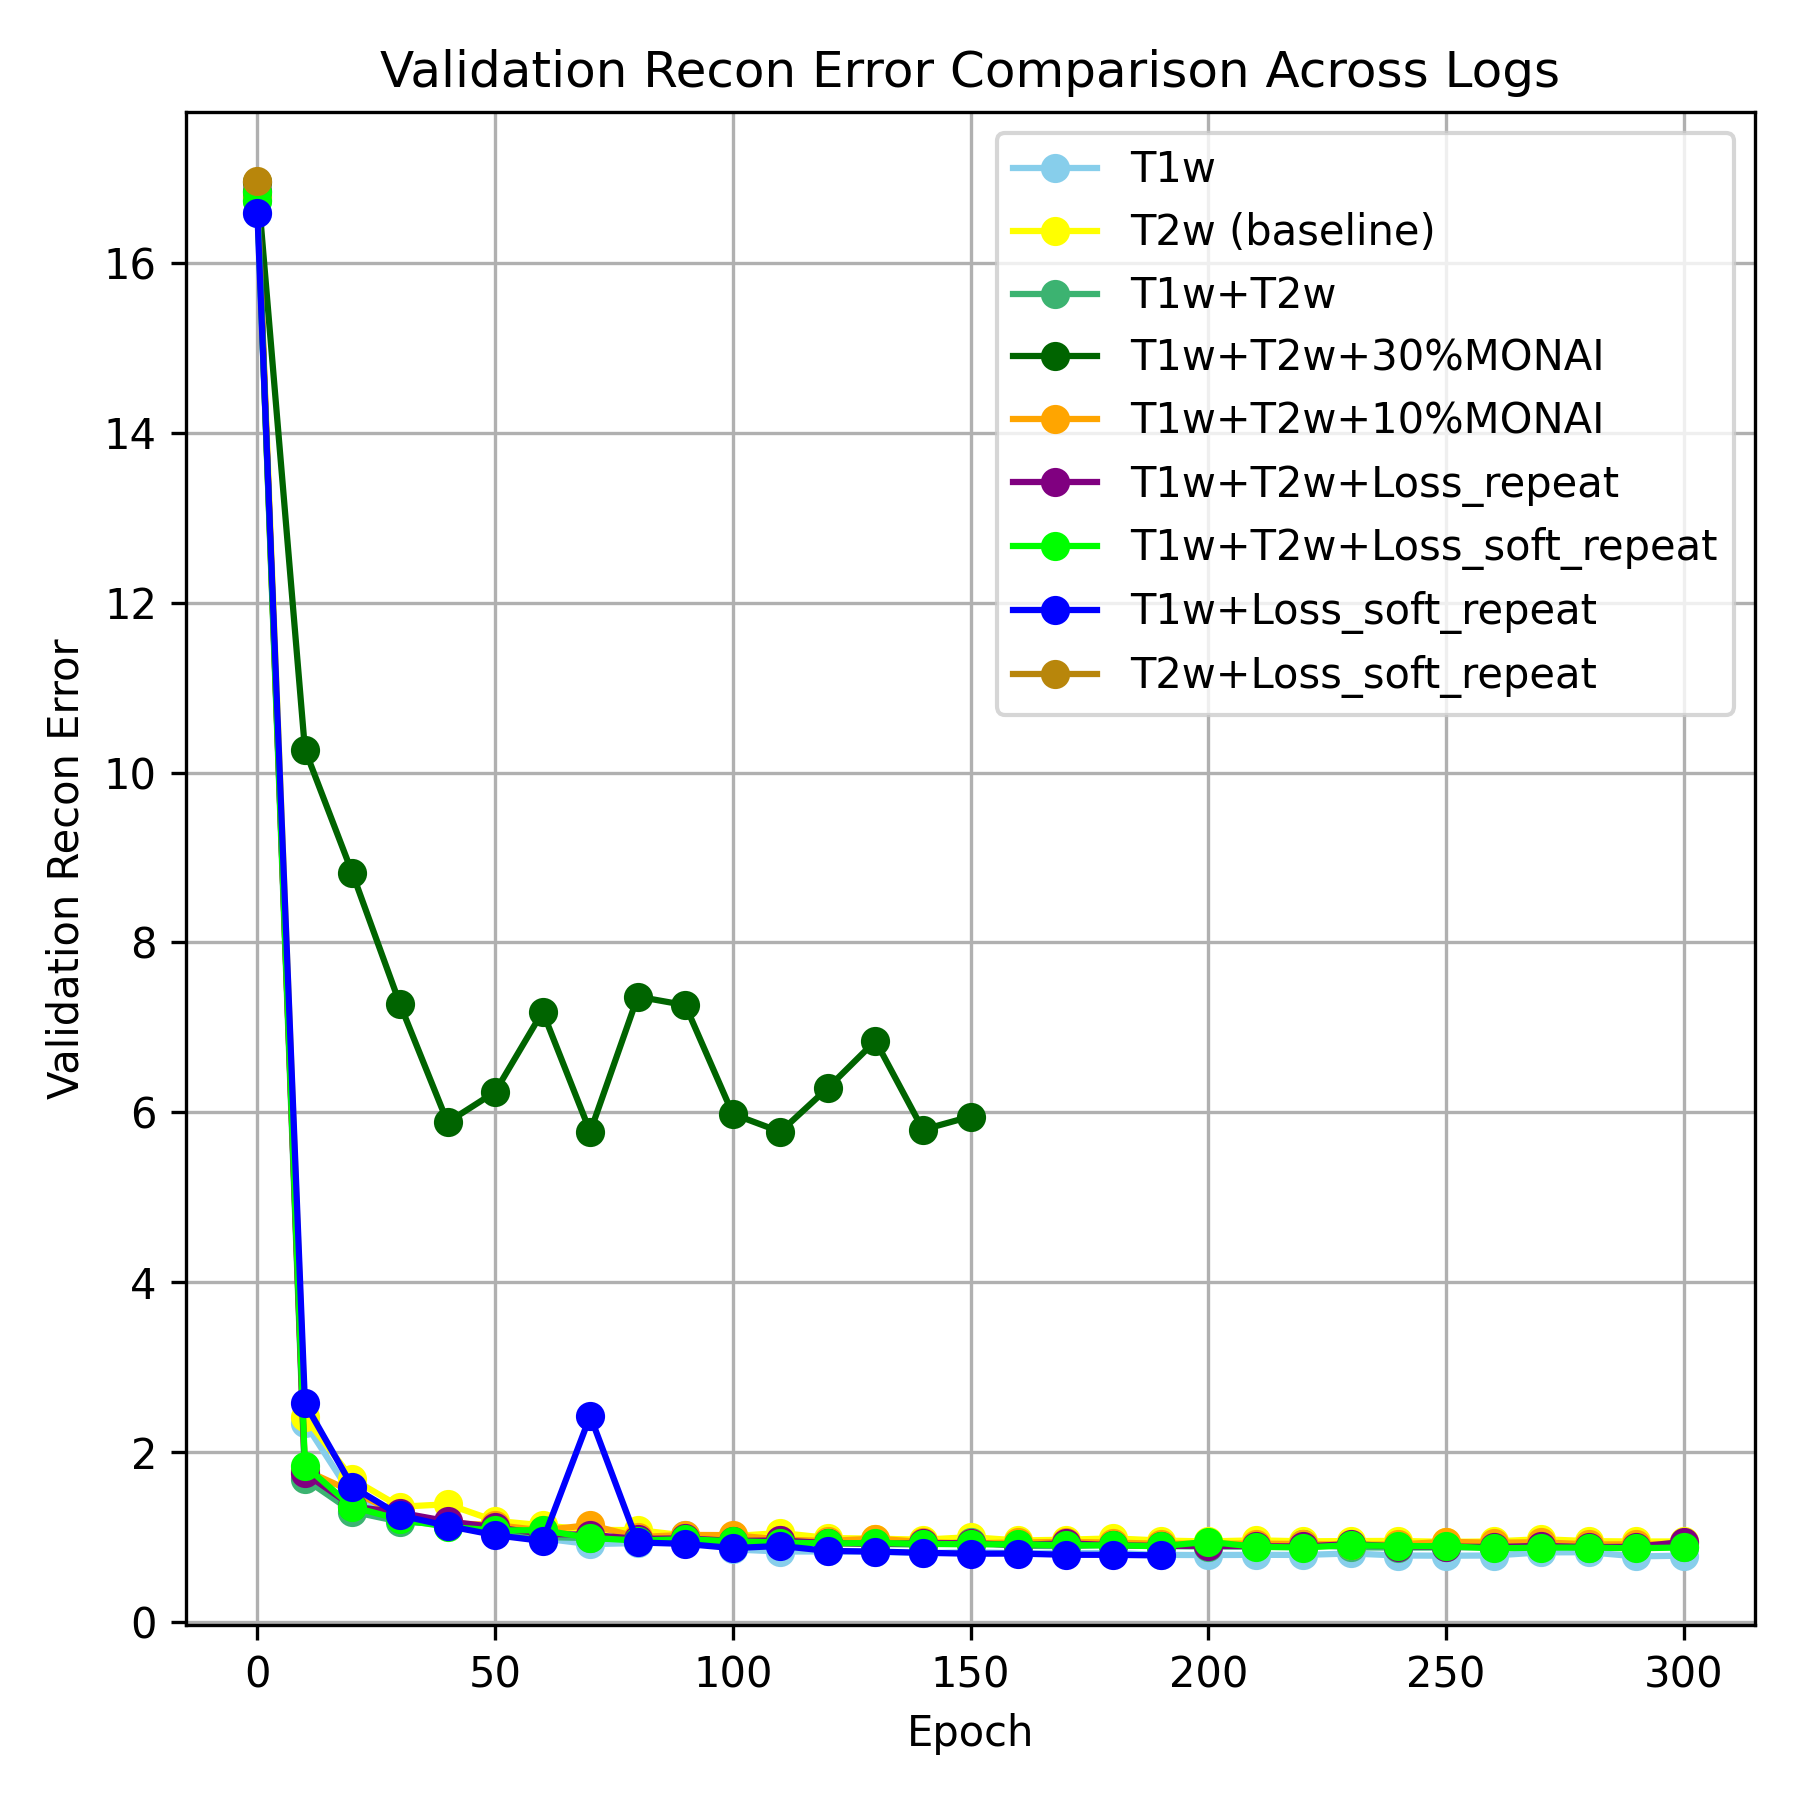 Validation Recon Error Comparison Across Logs
T1w
T2w (baseline)
T1w+T2w
T1w+T2w+30%MONAI
T1w+T2w+10%MONAI
T1w+T2w+Loss_repeat
T1w+T2w+Loss_soft_repeat
T1w+Loss_soft_repeat
T2w+Loss_soft_repeat
Validation Recon Error
16
14
12
10
8
6
4
2
0
0 50 100 150 200 250 300
Epoch